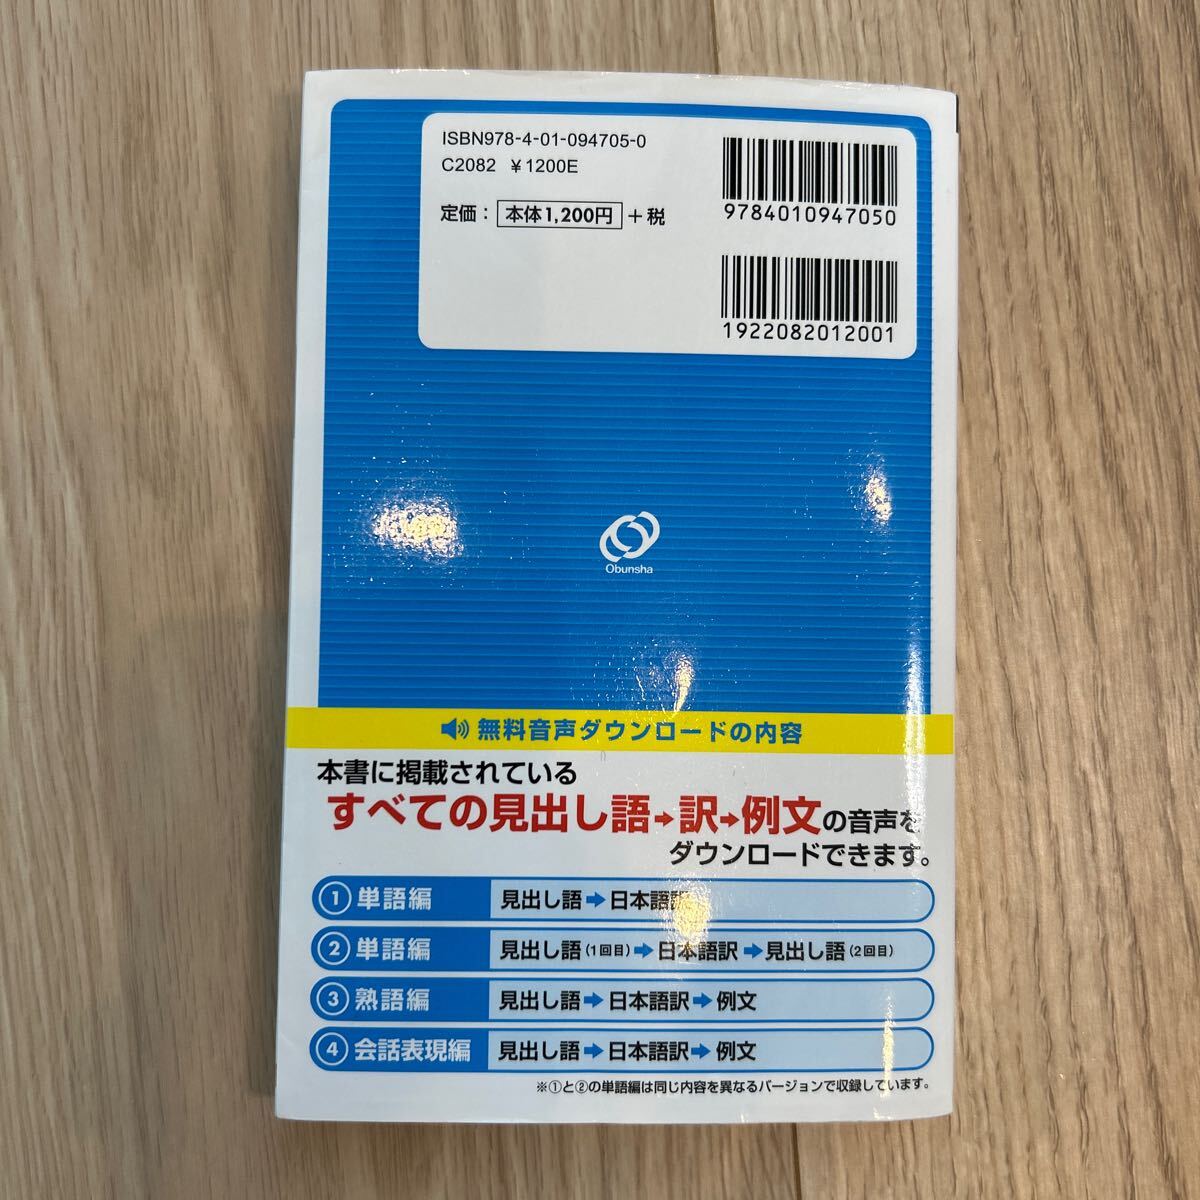 ISBN978-4-01-094705-0
C2082 ¥1200E
定価： 本体1,200円 ＋税
9784010947050
1922082012001
Obunsha
無料音声ダウンロードの内容
本書に掲載されている
すべての見出し語→訳→例文の音声を
ダウンロードできます。
① 単語編 見出し語→日本語訳
② 単語編 見出し語(1回目)→日本語訳→見出し語(2回目)
③ 熟語編 見出し語→日本語訳→例文
④ 会話表現編 見出し語→日本語訳→例文
※①と②の単語編は同じ内容を異なるバージョンで収録しています。